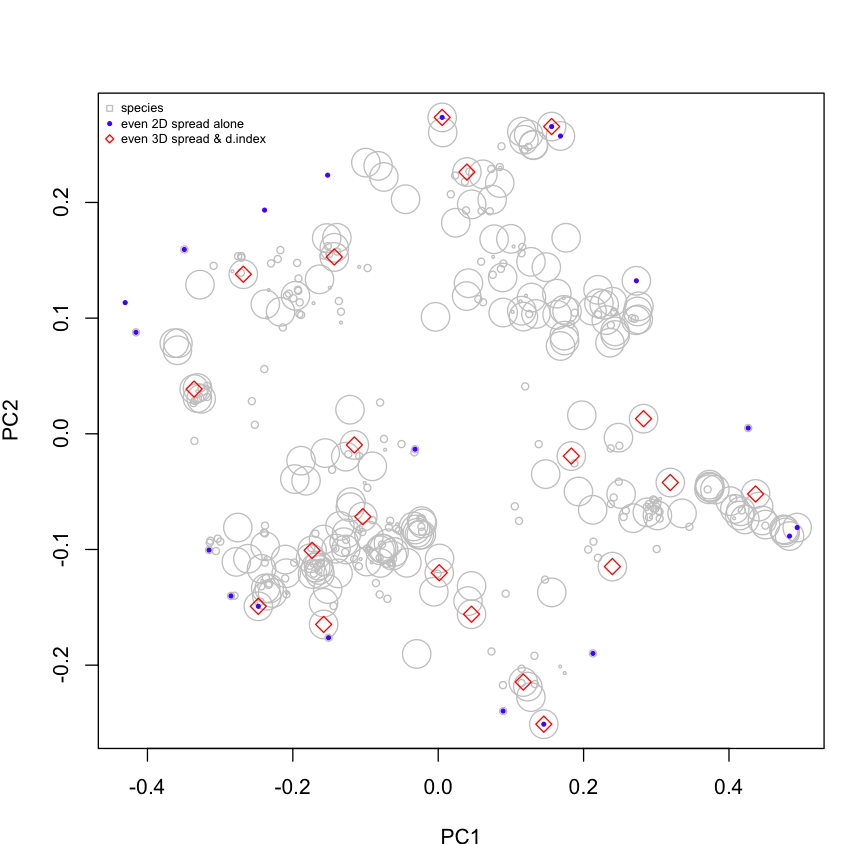 species
even 2D spread alone
even 3D spread & d.index
0.2
0.1
0.0
-0.1
-0.2
PC2
-0.4 -0.2 0.0 0.2 0.4
PC1